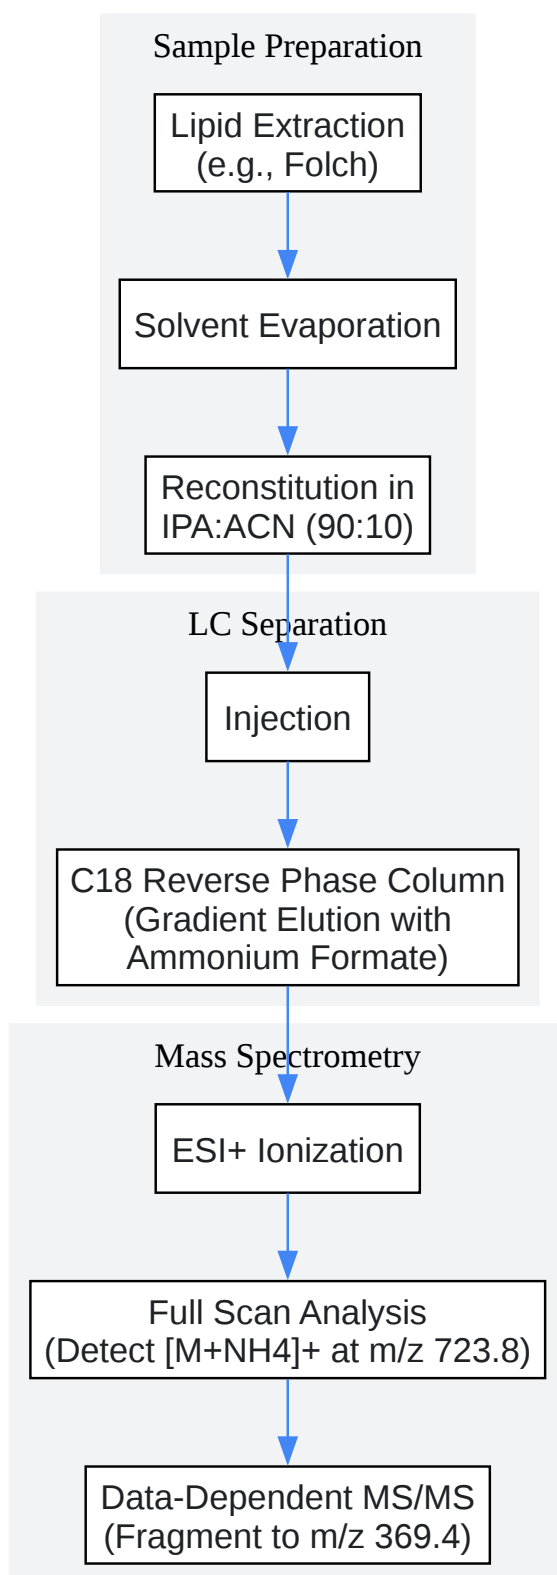 Sample Preparation
Lipid Extraction
(e.g., Folch)
Solvent Evaporation
Reconstitution in
IPA:ACN (90:10)
LC Separation
Injection
C18 Reverse Phase Column
(Gradient Elution with
Ammonium Formate)
Mass Spectrometry
ESI+ Ionization
Full Scan Analysis
(Detect [M+NH4]+ at m/z 723.8)
Data-Dependent MS/MS
(Fragment to m/z 369.4)